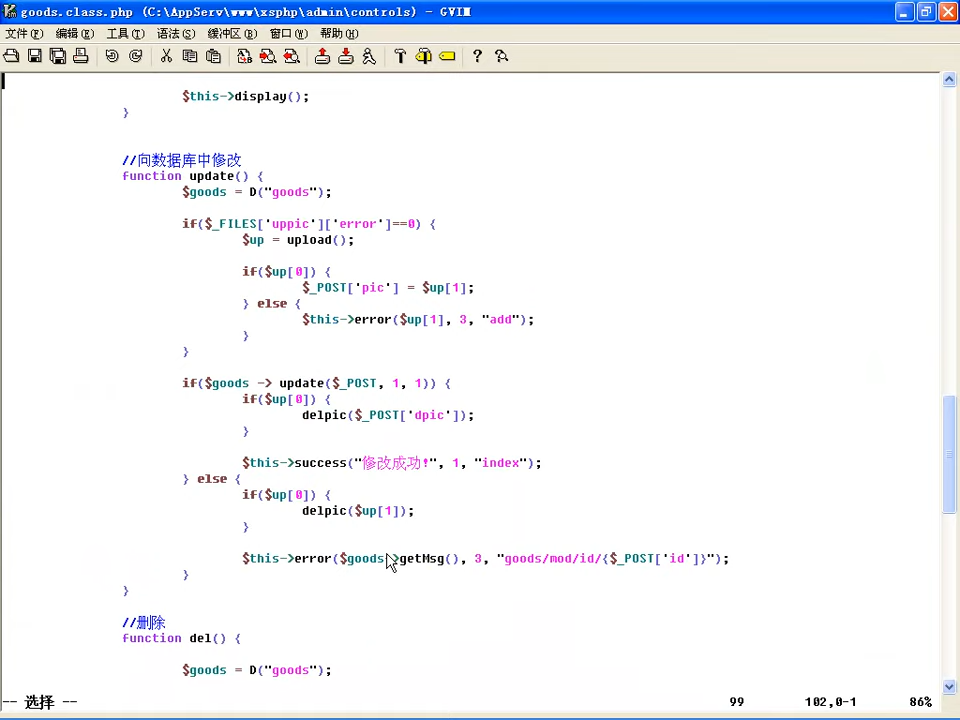 goods.class.php (C:\AppServ\www\xsphp\admin\controls) - GVIM
文件(F) 编辑(E) 工具(T) 语法(S) 缓冲区(B) 窗口(W) 帮助(H)
$this->display();
}
//向数据库中修改
function update() {
$goods = D("goods");
if($_FILES['uppic']['error']==0) {
$up = upload();
if($up[0]) {
$_POST['pic'] = $up[1];
} else {
$this->error($up[1], 3, "add");
}
}
if($goods -> update($_POST, 1, 1)) {
if($up[0]) {
delpic($_POST['dpic']);
}
$this->success("修改成功!", 1, "index");
} else {
if($up[0]) {
delpic($up[1]);
}
$this->error($goods->getMsg(), 3, "goods/mod/id/{$_POST['id']}");
}
}
//删除
function del() {
$goods = D("goods");
-- 选择 -- 99 102,0-1 86%